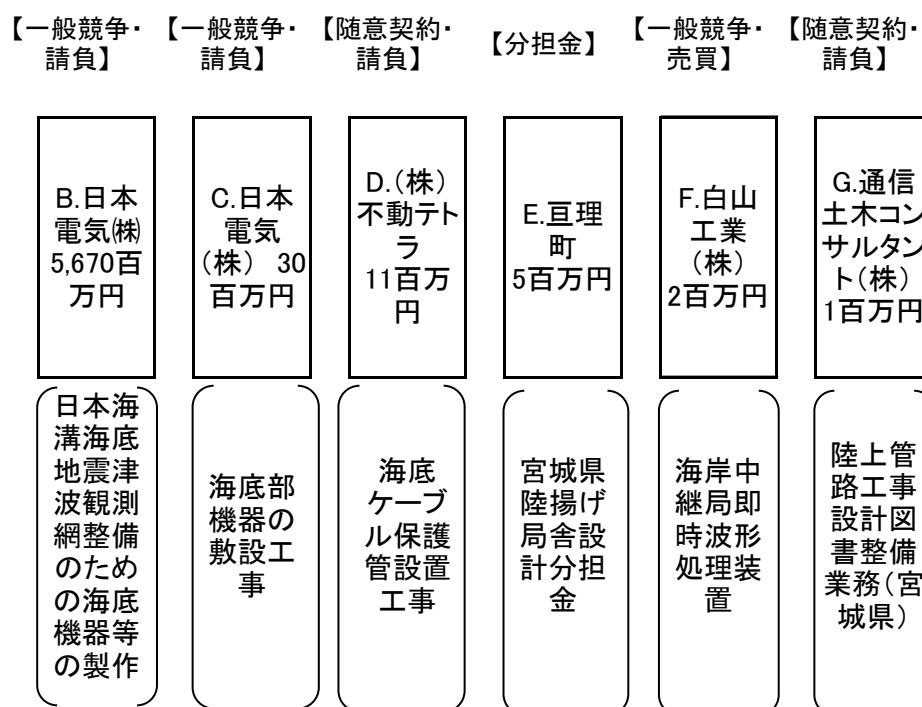 【一般競争・
請負】
【一般競争・
請負】
【随意契約・
請負】
【分担金】
【一般競争・
売買】
【随意契約・
請負】
B.日本
電気㈱
5,670百
万円
C.日本
電気
（株） 30
百万円
D.（株）
不動テト
ラ
11百万
円
E.亘理
町
5百万円
F.白山
工業
（株）
2百万円
G.通信
土木コン
サルタン
ト（株）
1百万円
日本海
溝海底
地震津
波観測
網整備
のため
の海底
機器等
の製作
海底部
機器の
敷設工
事
海底
ケーブ
ル保護
管設置
工事
宮城県
陸揚げ
局舎設
計分担
金
海岸中
継局即
時波形
処理装
置
陸上管
路工事
設計図
書整備
業務（宮
城県）